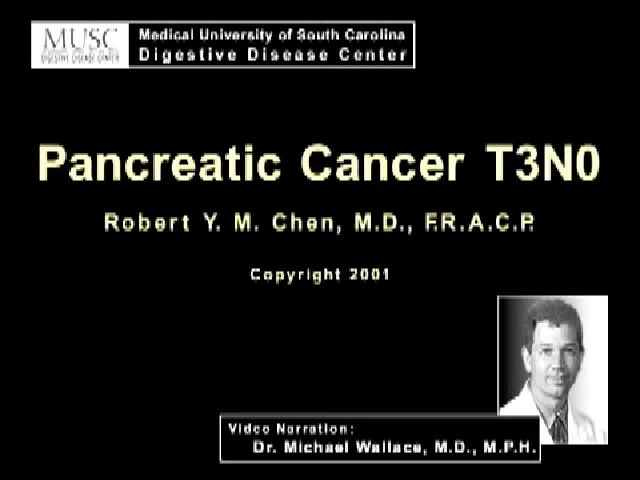 MUSC
DIGESTIVE DISEASE CENTER
Medical University of South Carolina
Digestive Disease Center
Pancreatic Cancer T3N0
Robert Y. M. Chen, M.D., F.R.A.C.P.
Copyright 2001
Video Narration:
Dr. Michael Wallace, M.D., M.P.H.